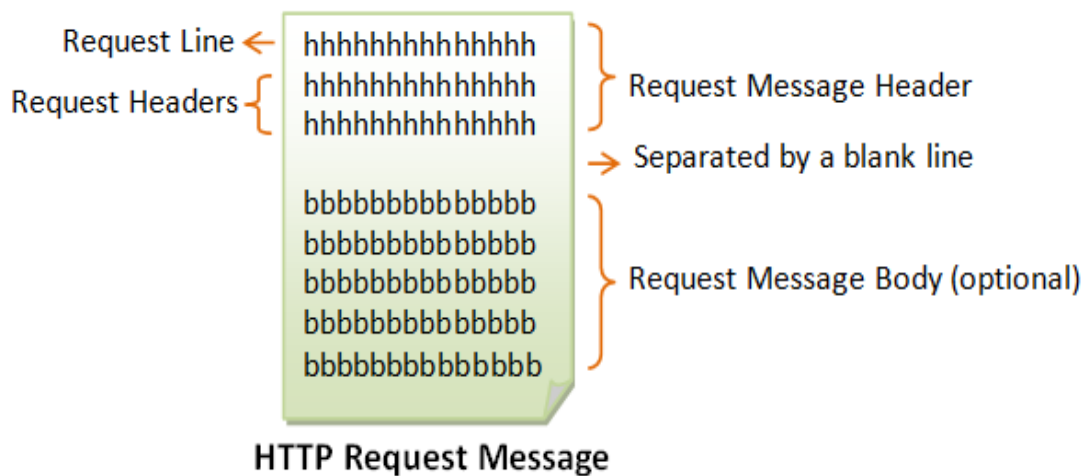 Request Line
hhhhhhhhhhhhhh
Request Headers
hhhhhhhhhhhhhh
hhhhhhhhhhhhhh
Request Message Header
Separated by a blank line
bbbbbbbbbbbbbb
bbbbbbbbbbbbbb
bbbbbbbbbbbbbb
bbbbbbbbbbbbbb
bbbbbbbbbbbbbb
Request Message Body (optional)
HTTP Request Message